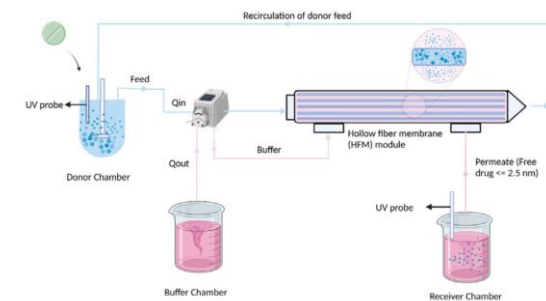 Recirculation of donor feed
Feed
UV probe
Qin
Donor Chamber
Hollow fiber membrane
(HFM) module
Buffer
Qout
Permeate (Free
drug <= 2.5 nm)
UV probe
Buffer Chamber
Receiver Chamber